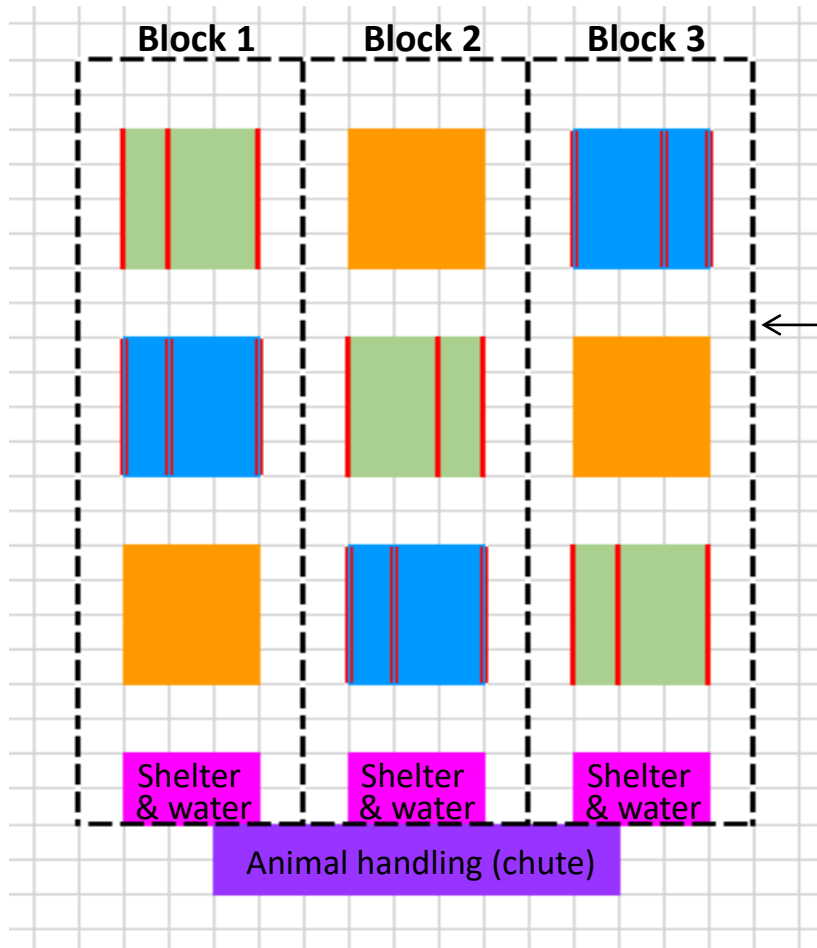 Block 1 Block 2 Block 3
Shelter & water
Shelter & water
Shelter & water
Animal handling (chute)